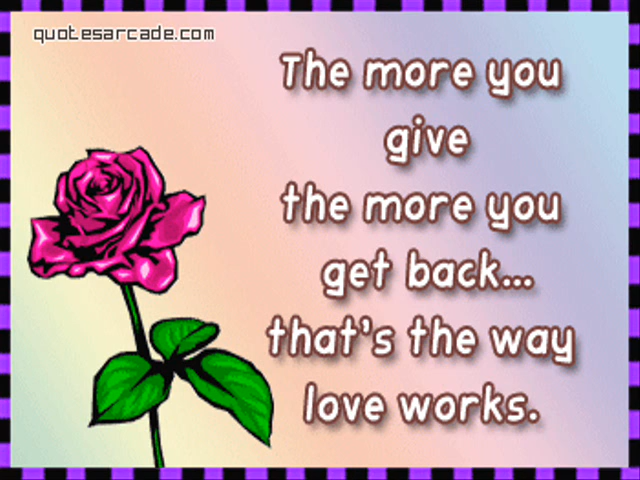 quotesarcade.com
The more you
give
the more you
get back...
that's the way
love works.